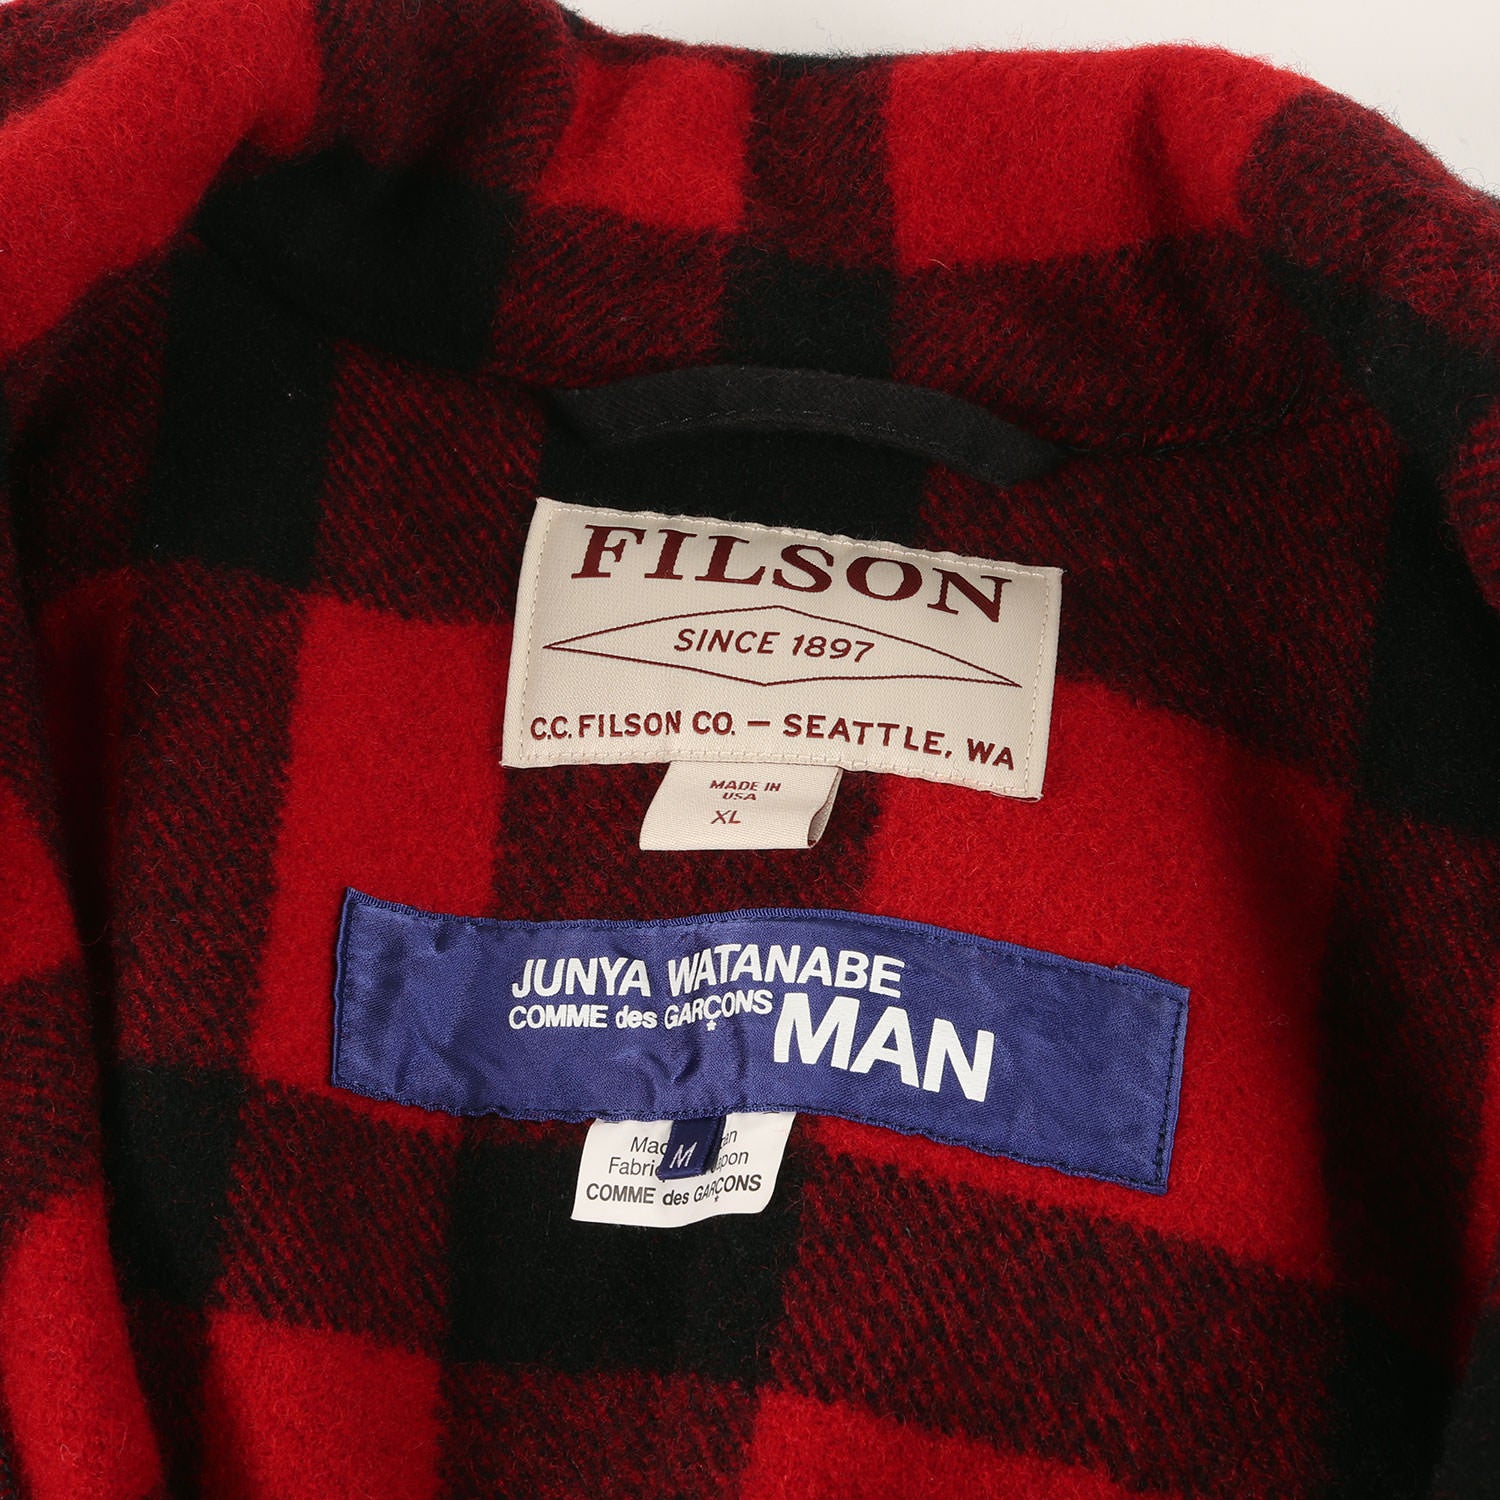 FILSON
SINCE 1897
C.C. FILSON CO. – SEATTLE, WA
MADE IN
USA
XL
JUNYA WATANABE
COMME des GARÇONS MAN
M
COMME des GARÇONS